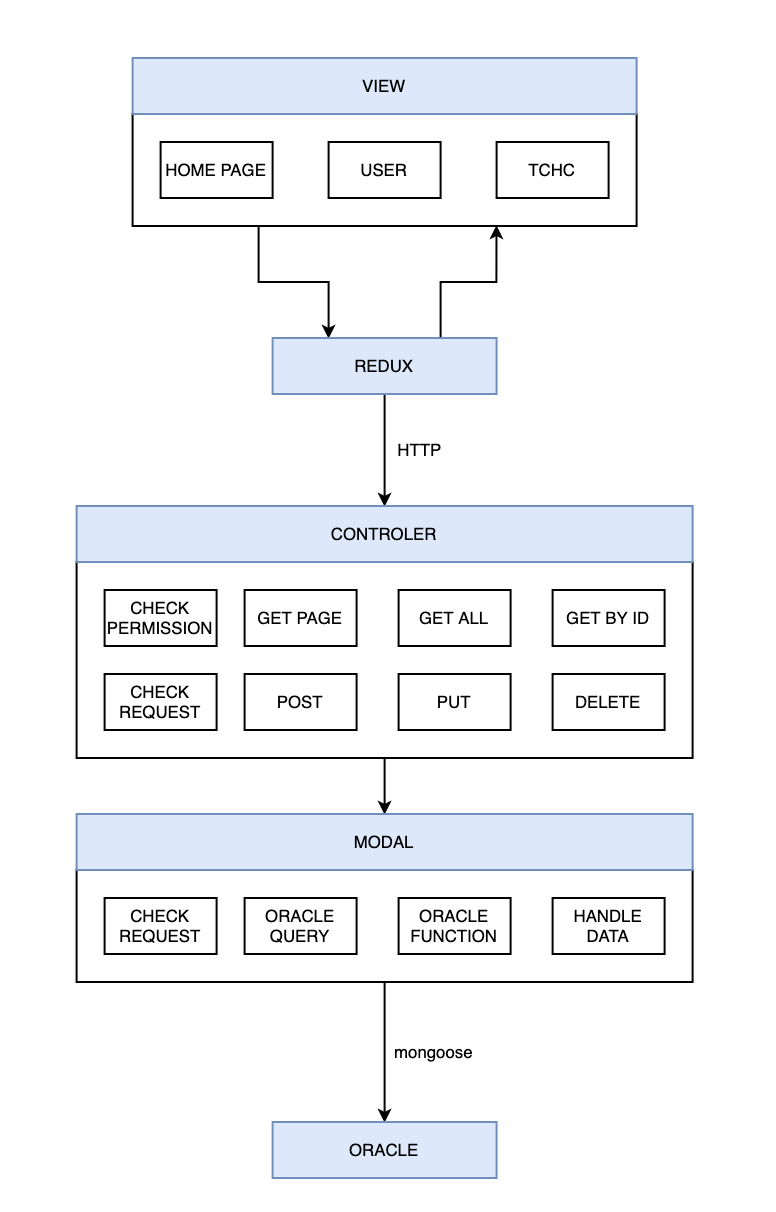 VIEW
HOME PAGE
USER
TCHC
REDUX
HTTP
CONTROLER
CHECK
PERMISSION
GET PAGE
GET ALL
GET BY ID
CHECK
REQUEST
POST
PUT
DELETE
MODAL
CHECK
REQUEST
ORACLE
QUERY
ORACLE
FUNCTION
HANDLE
DATA
mongoose
ORACLE